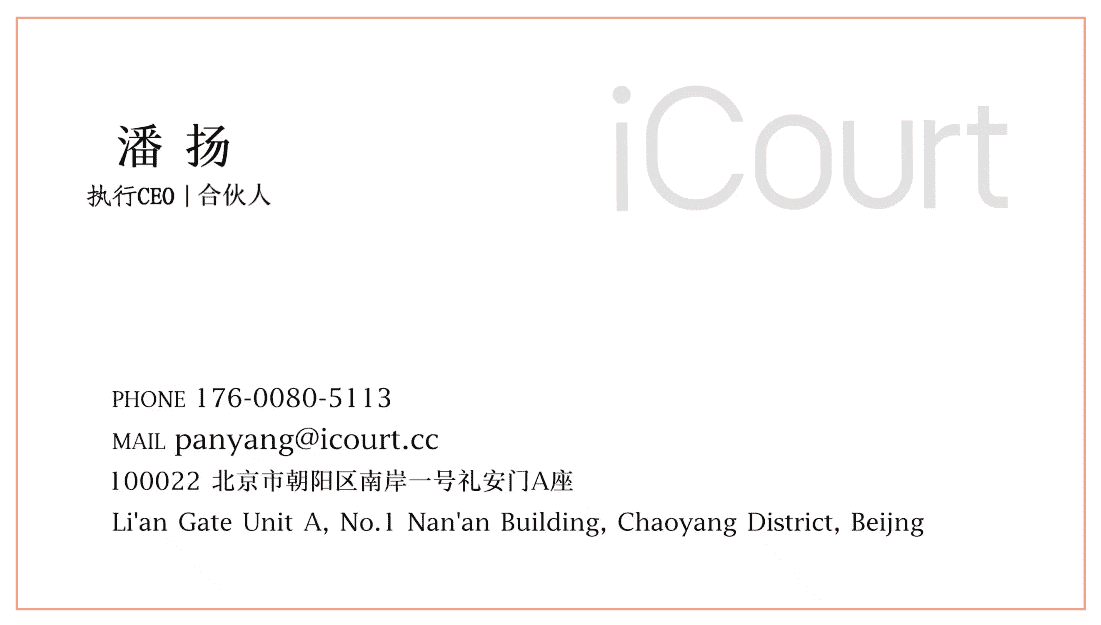 潘 扬
执行CEO | 合伙人
iCourt
PHONE 176-0080-5113
MAIL panyang@icourt.cc
100022 北京市朝阳区南岸一号礼安门A座
Li'an Gate Unit A, No.1 Nan'an Building, Chaoyang District, Beijng